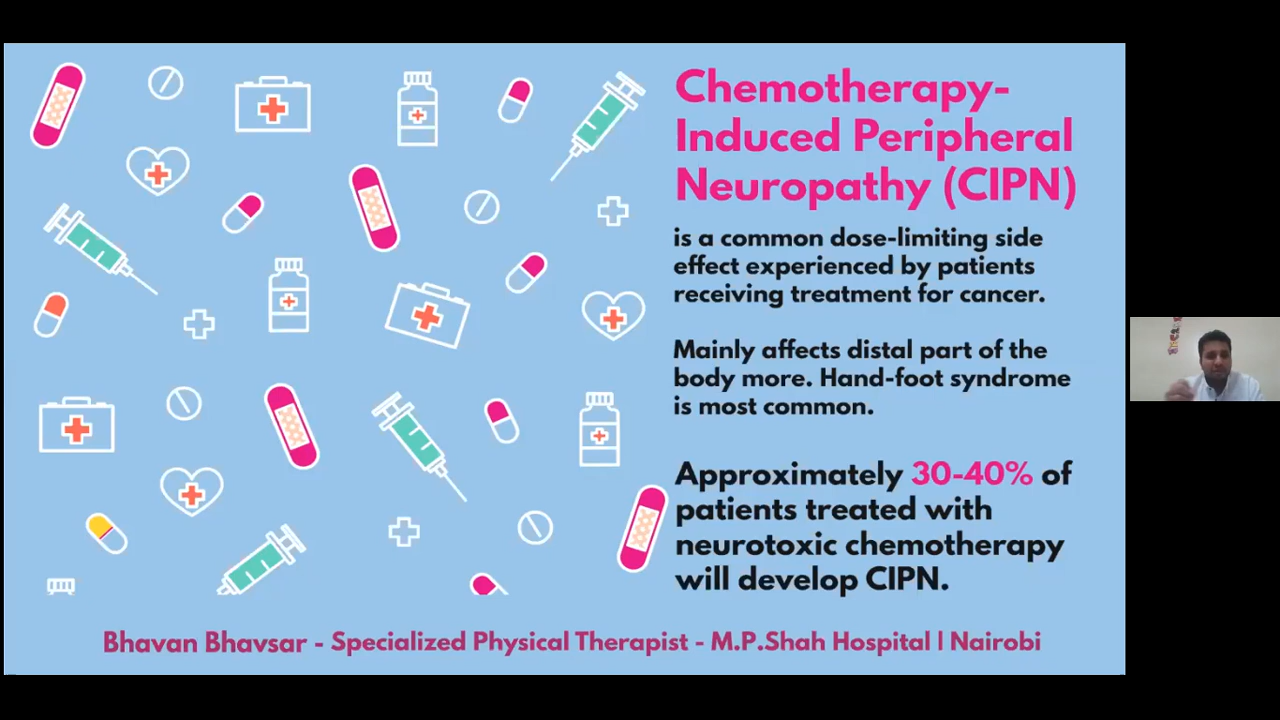 Chemotherapy-
Induced Peripheral
Neuropathy (CIPN)
is a common dose-limiting side
effect experienced by patients
receiving treatment for cancer.
Mainly affects distal part of the
body more. Hand-foot syndrome
is most common.
Approximately 30-40% of
patients treated with
neurotoxic chemotherapy
will develop CIPN.
Bhavan Bhavsar - Specialized Physical Therapist - M.P.Shah Hospital | Nairobi